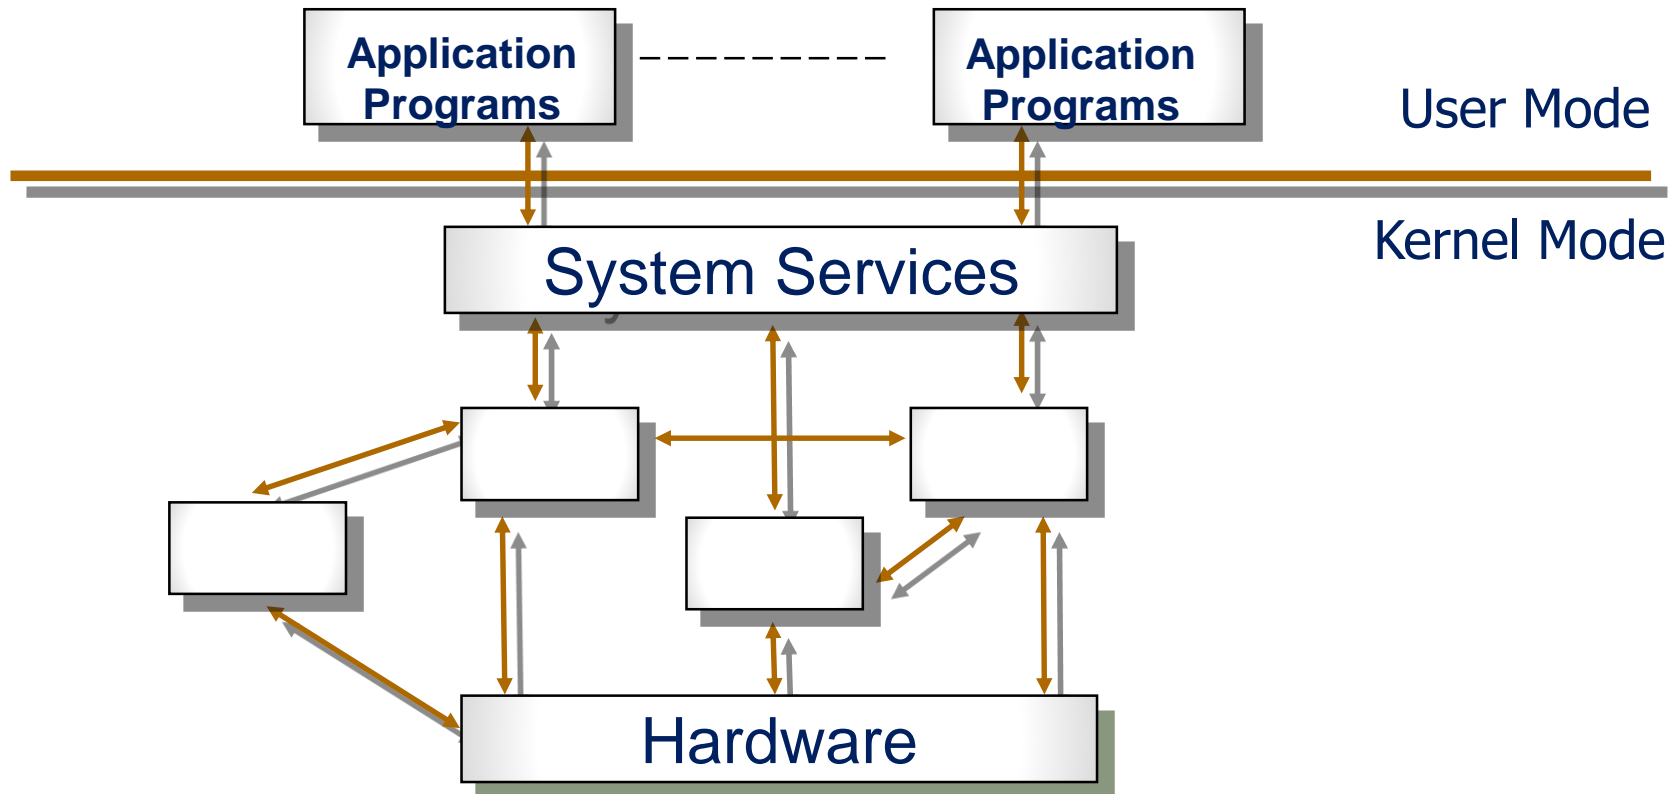 Application
Programs
Application
Programs
User Mode
Kernel Mode
System Services
Hardware